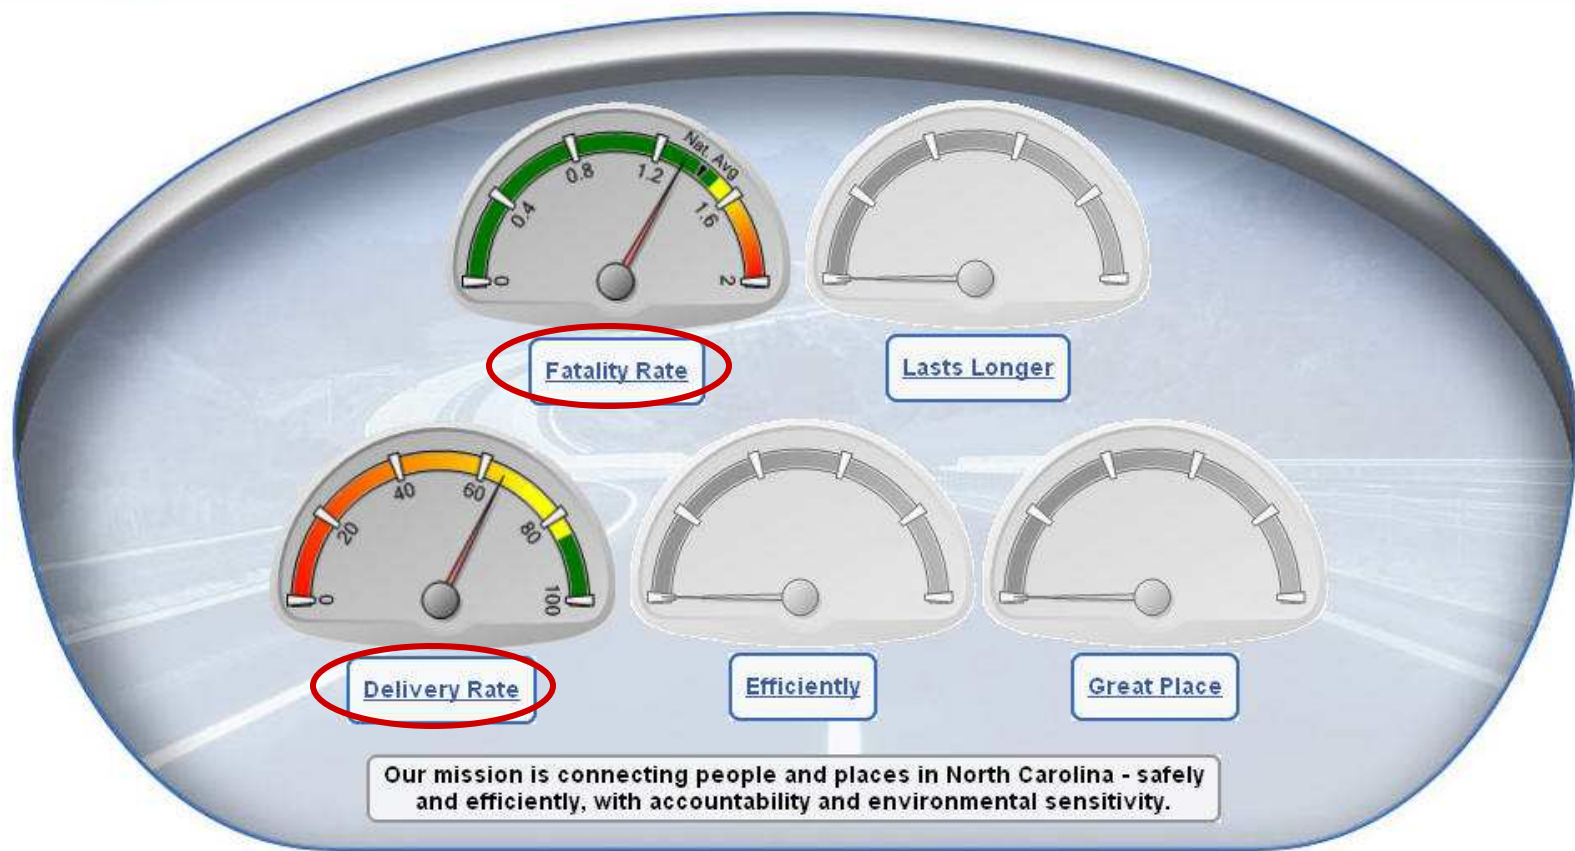 0
0.4
0.8
1.2
Nat. Avg
1.6
2
Fatality Rate
Lasts Longer
0
20
40
60
80
100
Delivery Rate
Efficiently
Great Place
Our mission is connecting people and places in North Carolina - safely
and efficiently, with accountability and environmental sensitivity.